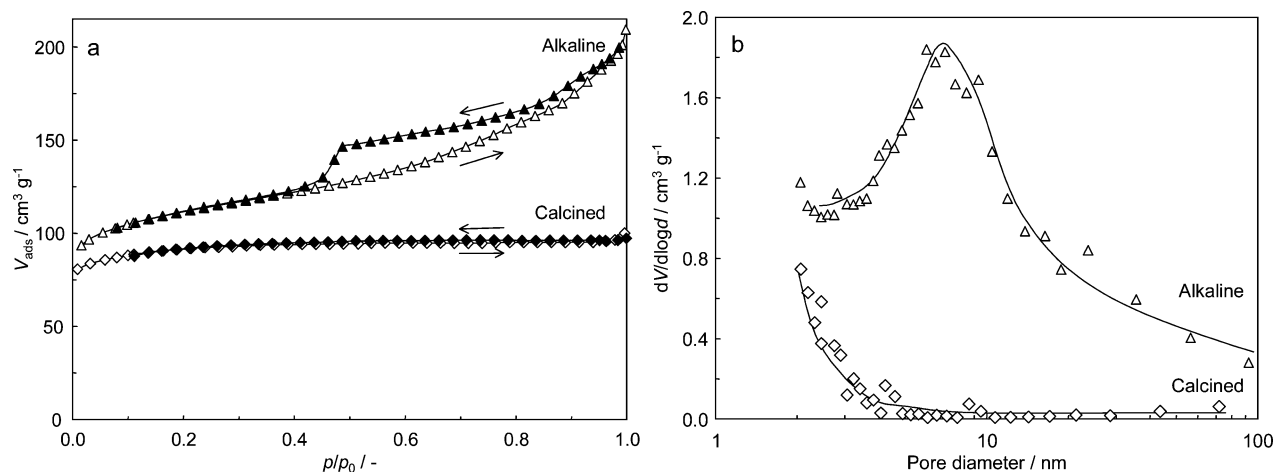 a
Alkaline
Calcined
200
150
100
50
0
V_ads / cm³ g⁻¹
0.0 0.2 0.4 0.6 0.8 1.0
p/p₀ / -
b
Alkaline
Calcined
2.0
1.6
1.2
0.8
0.4
0.0
dV/dlogd / cm³ g⁻¹
1 10 100
Pore diameter / nm